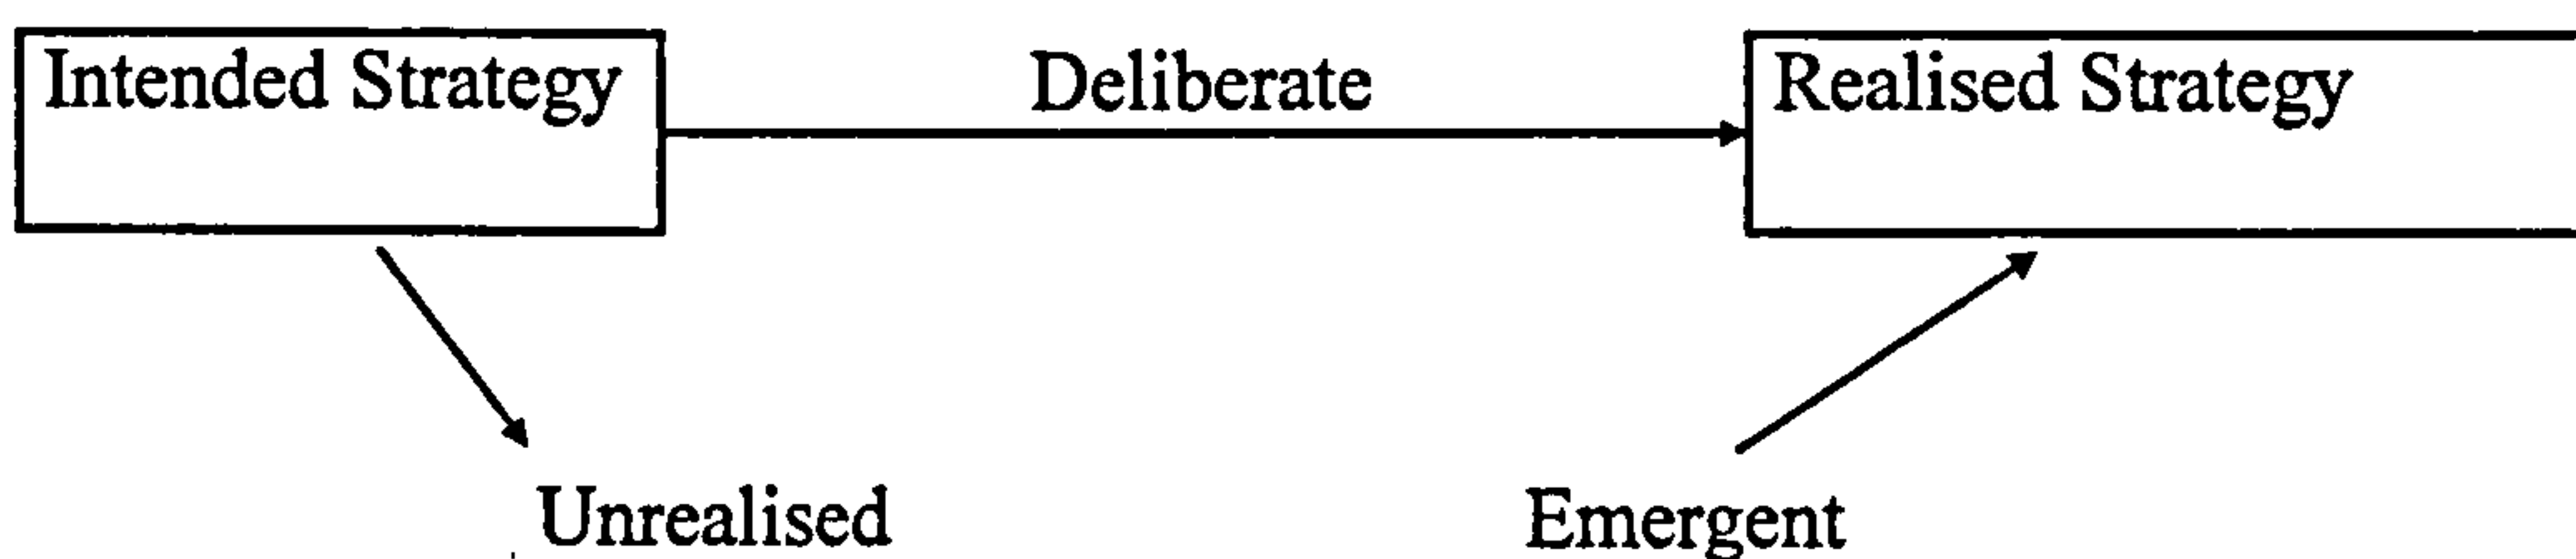 Intended Strategy
Deliberate
Realised Strategy
Unrealised
Emergent